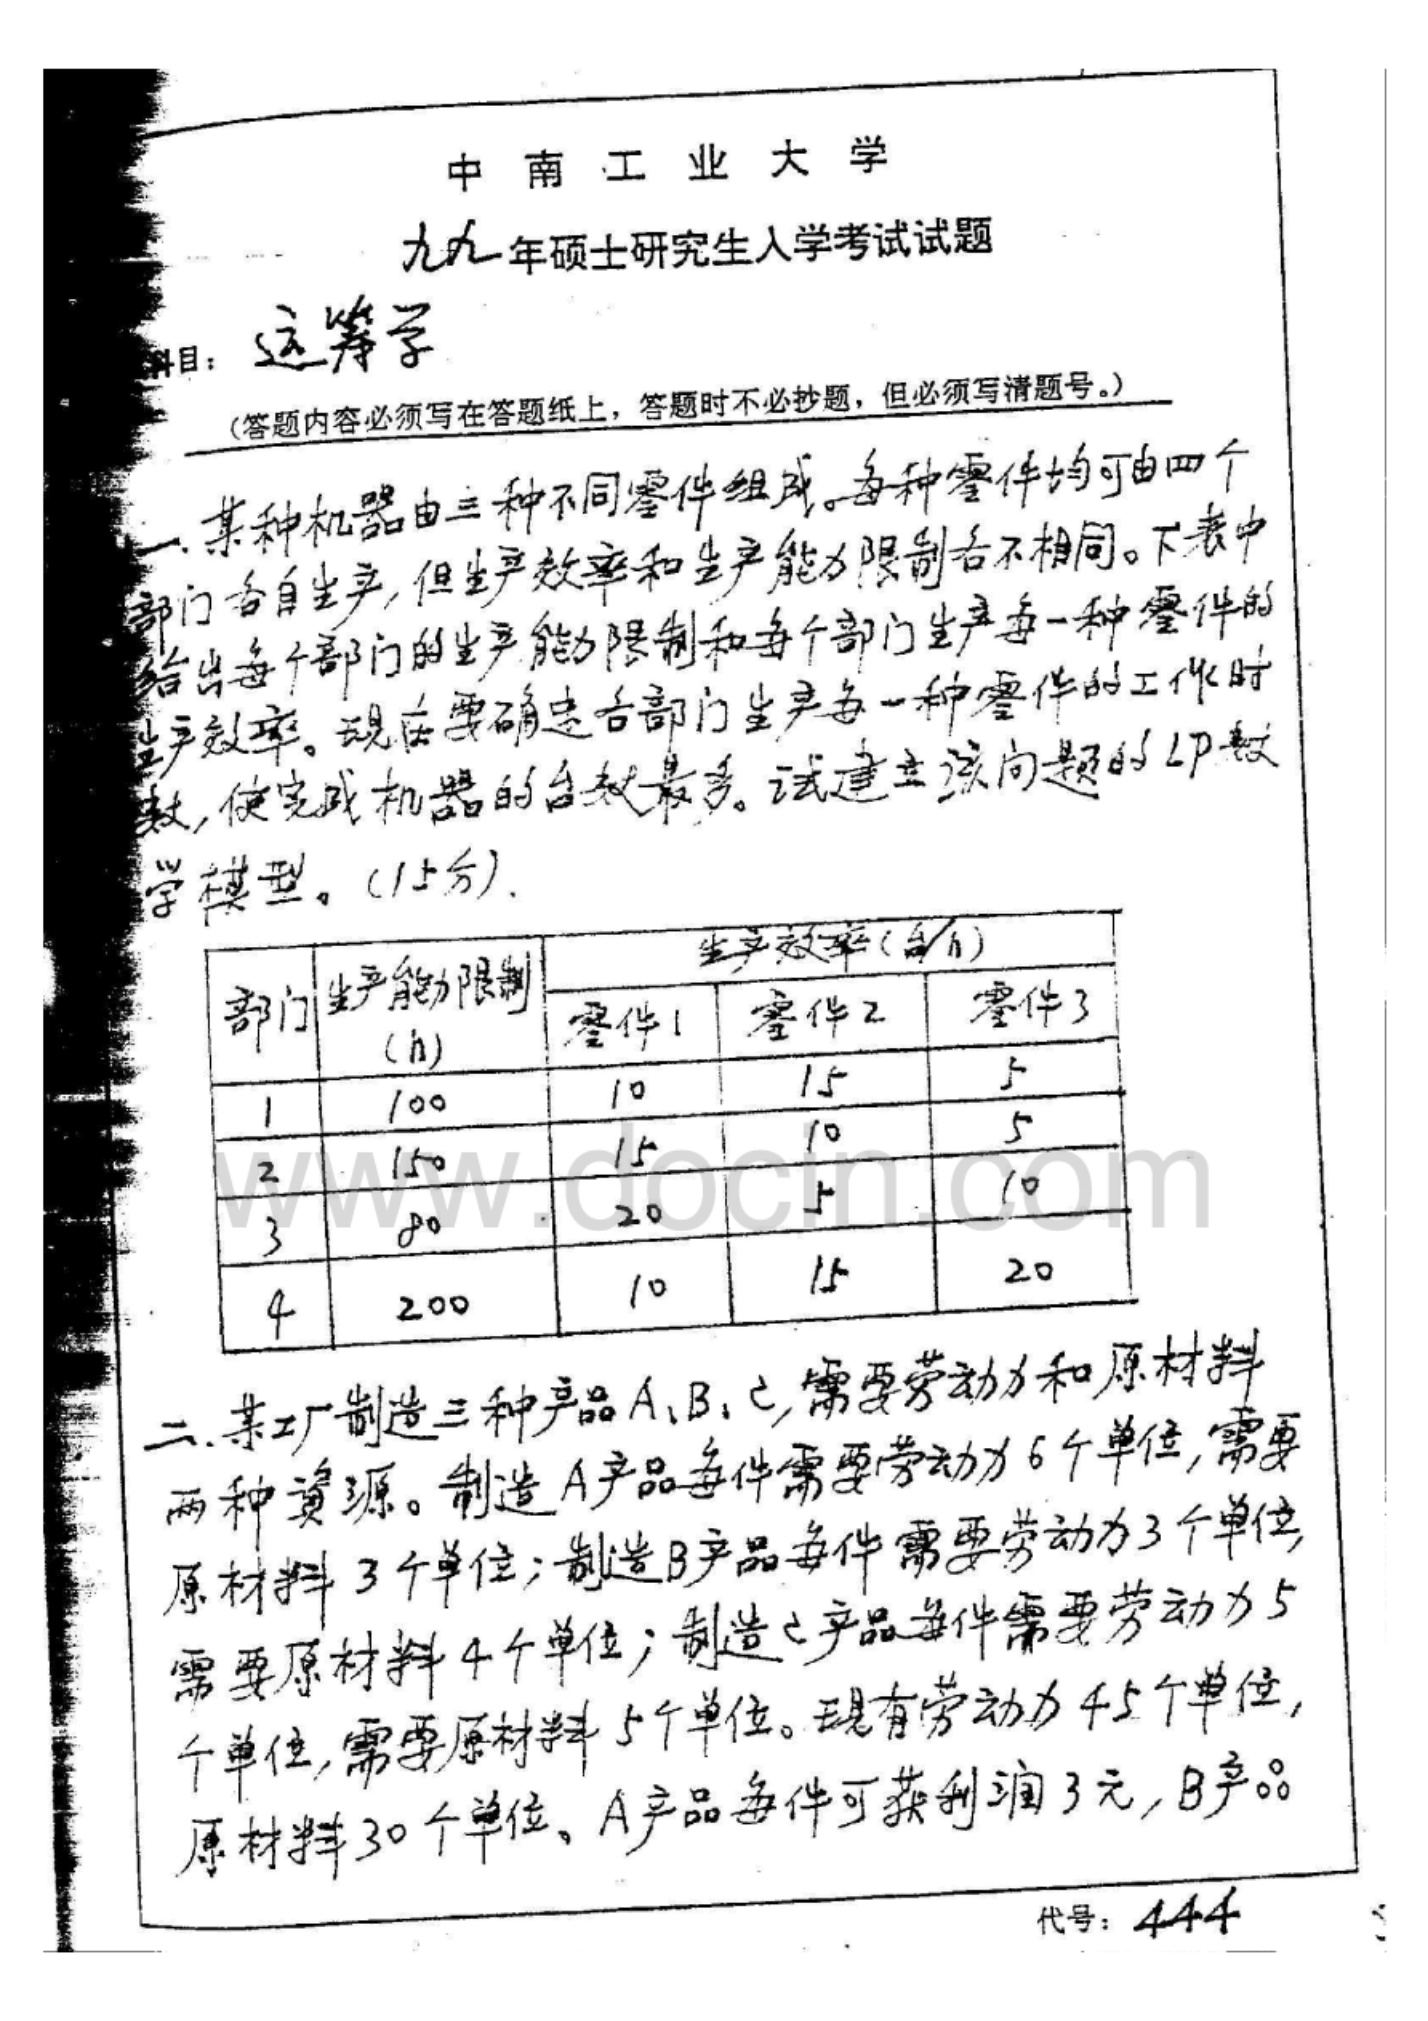 中南工业大学
九九年硕士研究生入学考试试题
科目：运筹学
（答题内容必须写在答题纸上，答题时不必抄题，但必须写清题号。）
一、某种机器由三种不同零件组成。每种零件均可由四个
部门各自生产，但生产效率和生产能力限制各不相同。下表中
给出每个部门的生产能力限制和每个部门生产每一种零件的
生产效率。现在要确定各部门生产每一种零件的工作时
数，使完成机器的台数最多。试建立该问题的LP数
学模型。（15分）.
部门 生产能力限制(h) 生产效率(台/h)
零件1 零件2 零件3
1 100 10 15 5
2 150 15 10 5
3 80 20 5 10
4 200 10 15 20
www.docin.com
二、某工厂制造三种产品A、B、C，需要劳动力和原材料
两种资源。制造A产品每件需要劳动力6个单位，需要
原材料3个单位；制造B产品每件需要劳动力3个单位，
需要原材料4个单位；制造C产品每件需要劳动力5
个单位，需要原材料5个单位。现有劳动力45个单位，
原材料30个单位。A产品每件可获利润3元，B产品
代号：444